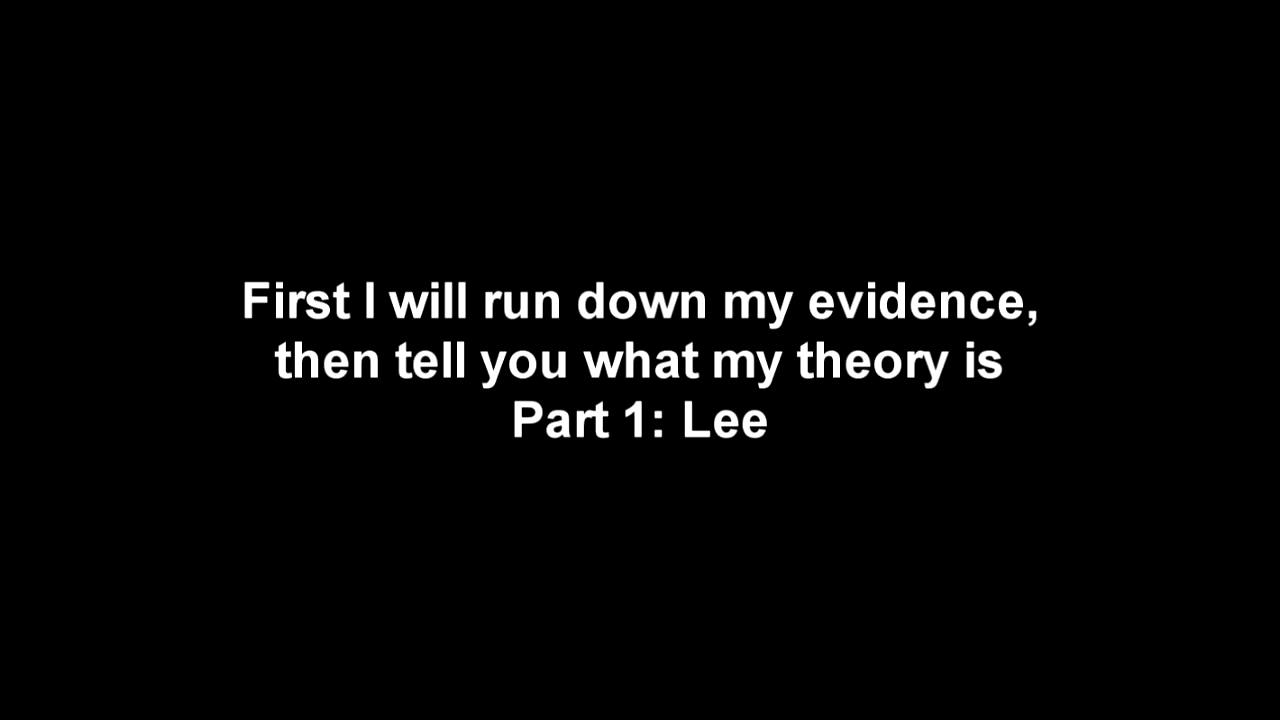 First I will run down my evidence,
then tell you what my theory is
Part 1: Lee